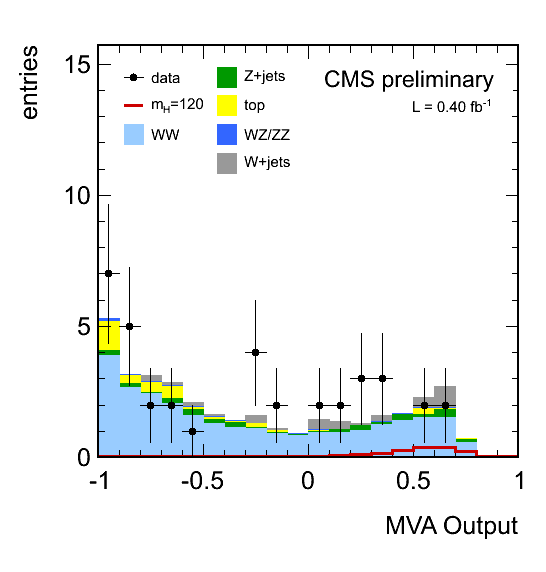 entries
15
10
5
0
data
m_H=120
WW
Z+jets
top
WZ/ZZ
W+jets
CMS preliminary
L = 0.40 fb⁻¹
-1 -0.5 0 0.5 1
MVA Output